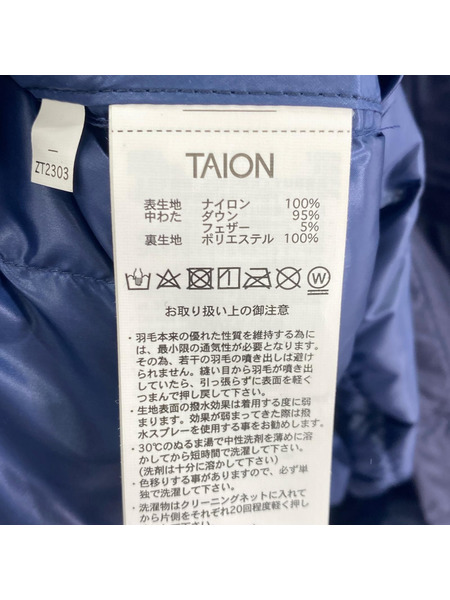 ZT2303
TAION
表生地 ナイロン 100%
中わた ダウン 95%
フェザー 5%
裏生地 ポリエステル 100%
お取り扱い上の御注意
・羽毛本来の優れた性質を維持する為に
は、最小限の通気性が必要となります。
その為、若干の羽毛の噴き出しは避け
られません。縫い目から羽毛が噴き出
していたら、引っ張らずに表面を軽く
つまんで押し戻して下さい。
・生地表面の撥水効果は着用する度に弱
まります。効果が弱まってきた際は撥
水スプレーを使用する事をお勧めします。
・30℃のぬるま湯で中性洗剤を薄めに溶
かしてから短時間で洗濯して下さい。
(洗剤は十分に溶かして下さい)
・色移りする事がありますので、必ず単
独で洗濯して下さい。
・洗濯物はクリーニングネットに入れて
から片側をそれぞれ20回程度軽く押し